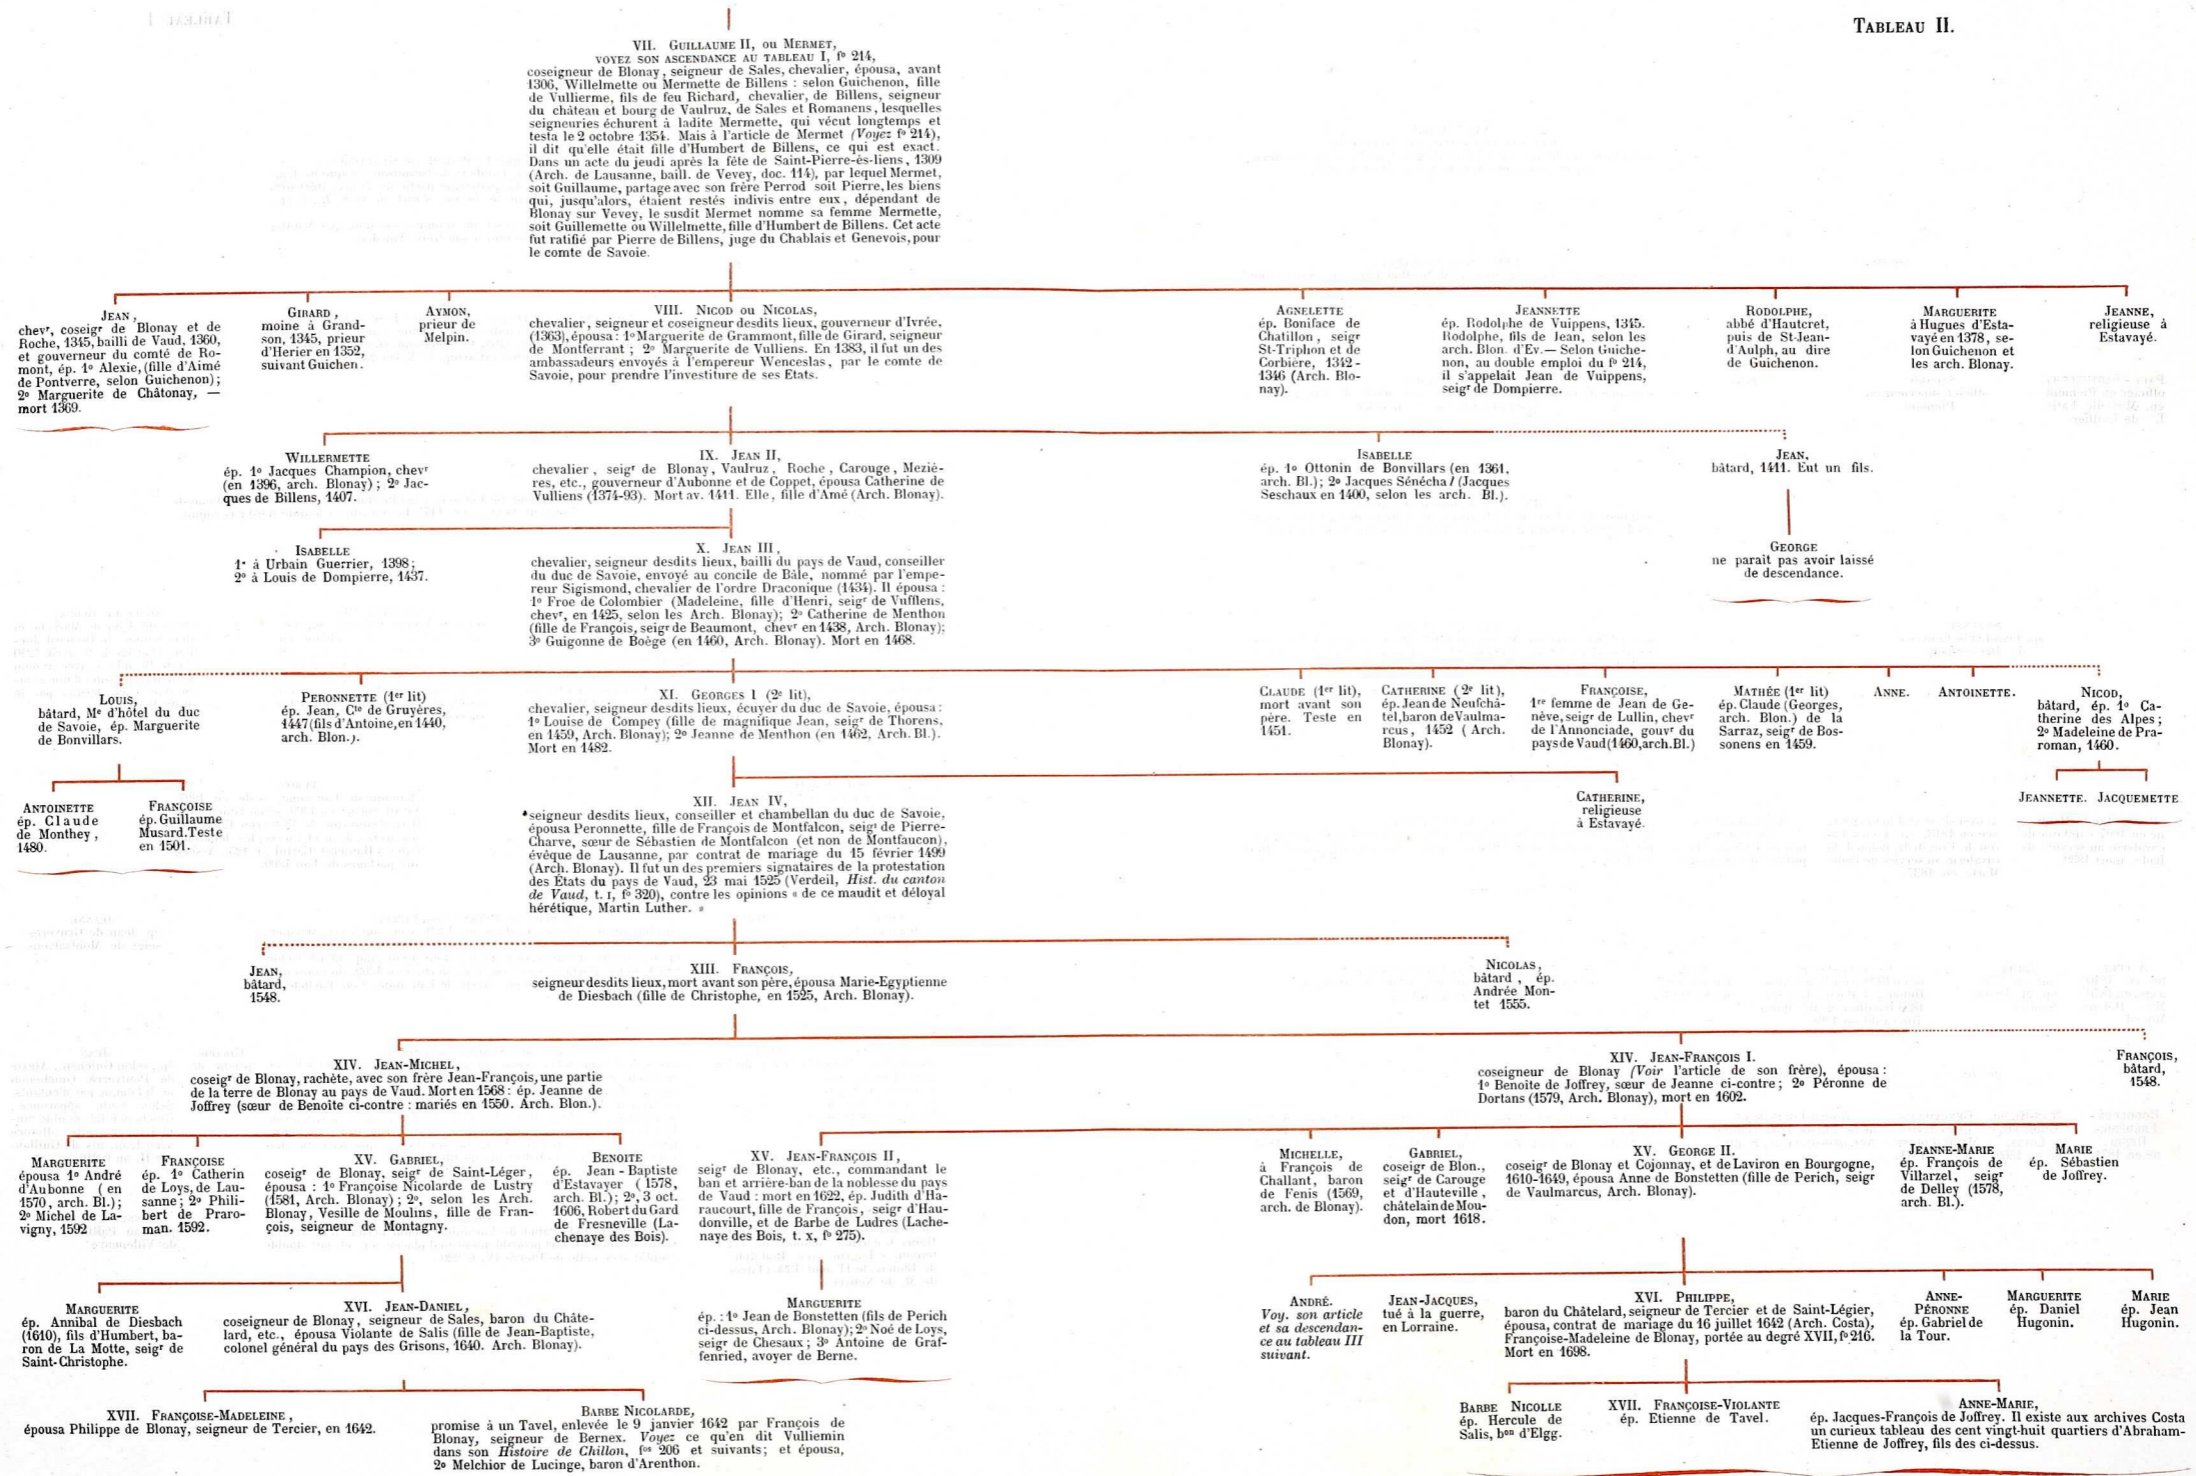 TABLEAU II.
VII. GUILLAUME II, OU MERMET,
VOYEZ SON ASCENDANCE AU TABLEAU I, fº 214,
coseigneur de Blonay, seigneur de Sales, chevalier, épousa, avant
1306, Willelmette ou Mermette de Billens : selon Guichenon, fille
de Vullierme, fils de feu Richard, chevalier, de Billens, seigneur
du château et bourg de Vaulruz, de Sales et Romanens, lesquelles
seigneuries échurent à ladite Mermette, qui vécut longtemps et
testa le 2 octobre 1354. Mais à l'article de Mermet (Voyez fº 214),
il dit qu'elle était fille d'Humbert de Billens, ce qui est exact.
Dans un acte du jeudi après la fête de Saint-Pierre-ès-liens, 1309
(Arch. de Lausanne, baill. de Vevey, doc. 114), par lequel Mermet,
soit Guillaume, partage avec son frère Perrod soit Pierre, les biens
qui, jusqu'alors, étaient restés indivis entre eux, dépendant de
Blonay sur Vevey, le susdit Mermet nomme sa femme Mermette,
soit Guillemette ou Willelmette, fille d'Humbert de Billens. Cet acte
fut ratifié par Pierre de Billens, juge du Chablais et Genevois, pour
le comte de Savoie.
JEAN,
chevr, coseigr de Blonay et de
Roche, 1345, bailli de Vaud, 1360,
et gouverneur du comté de Ro-
mont, ép. 1º Alexie, (fille d'Aimé
de Pontverre, selon Guichenon);
2º Marguerite de Châtonay, —
mort 1369.
GIRARD,
moine à Grand-
son, 1345, prieur
d'Herier en 1352,
suivant Guichen.
AYMON,
prieur de
Melpin.
VIII. NICOD OU NICOLAS,
chevalier, seigneur et coseigneur desdits lieux, gouverneur d'Ivrée,
(1363), épousa: 1º Marguerite de Grammont, fille de Girard, seigneur
de Montferrant ; 2º Marguerite de Vulliens. En 1383, il fut un des
ambassadeurs envoyés à l'empereur Wenceslas, par le comte de
Savoie, pour prendre l'investiture de ses Etats.
AGNELETTE
ép. Boniface de
Chatillon, seigr
St-Triphon et de
Corbière, 1342-
1346 (Arch. Blo-
nay).
JEANNETTE
ép. Rodolphe de Vuippens, 1345.
Rodolphe, fils de Jean, selon les
arch. Blon. d'Ev. — Selon Guiche-
non, au double emploi du fº 214,
il s'appelait Jean de Vuippens,
seigr de Dompierre.
RODOLPHE,
abbé d'Hautcret,
puis de St-Jean-
d'Aulph, au dire
de Guichenon.
MARGUERITE
à Hugues d'Esta-
vayé en 1378, se-
lon Guichenon et
les arch. Blonay.
JEANNE,
religieuse à
Estavayé.
WILLERMETTE
ép. 1º Jacques Champion, chevr
(en 1396, arch. Blonay) ; 2º Jac-
ques de Billens, 1407.
IX. JEAN II,
chevalier, seigr de Blonay, Vaulruz, Roche, Carouge, Meziè-
res, etc., gouverneur d'Aubonne et de Coppet, épousa Catherine de
Vulliens (1374-93). Mort av. 1411. Elle, fille d'Amé (Arch. Blonay).
ISABELLE
ép. 1º Ottonin de Bonvillars (en 1361,
arch. Bl.); 2º Jacques Sénéchal (Jacques
Seschaux en 1400, selon les arch. Bl.).
JEAN,
bâtard, 1411. Eut un fils.
ISABELLE
1º à Urbain Guerrier, 1398;
2º à Louis de Dompierre, 1437.
X. JEAN III,
chevalier, seigneur desdits lieux, bailli du pays de Vaud, conseiller
du duc de Savoie, envoyé au concile de Bâle, nommé par l'empe-
reur Sigismond, chevalier de l'ordre Draconique (1434). Il épousa :
1º Froe de Colombier (Madeleine, fille d'Henri, seigr de Vufflens,
chevr, en 1425, selon les Arch. Blonay); 2º Catherine de Menthon
(fille de François, seigr de Beaumont, chevr en 1438, Arch. Blonay);
3º Guigonne de Boège (en 1460, Arch. Blonay). Mort en 1468.
GEORGE
ne paraît pas avoir laissé
de descendance.
LOUIS,
bâtard, Me d'hôtel du duc
de Savoie, ép. Marguerite
de Bonvillars.
PERONNETTE (1er lit)
ép. Jean, Cte de Gruyères,
1447 (fils d'Antoine, en 1440,
arch. Blon.).
XI. GEORGES I (2e lit),
chevalier, seigneur desdits lieux, écuyer du duc de Savoie, épousa:
1º Louise de Compey (fille de magnifique Jean, seigr de Thorens,
en 1459, Arch. Blonay); 2º Jeanne de Menthon (en 1462, Arch. Bl.).
Mort en 1482.
CLAUDE (1er lit),
mort avant son
père. Teste en
1451.
CATHERINE (2e lit),
ép. Jean de Neufchâ-
tel, baron de Vaulma-
rcus, 1452 (Arch.
Blonay).
FRANÇOISE,
1re femme de Jean de Ge-
nève, seigr de Lullin, chevr
de l'Annonciade, gouvr du
pays de Vaud (1460, arch. Bl.)
MATHÉE (1er lit)
ép. Claude (Georges,
arch. Blon.) de la
Sarraz, seigr de Bos-
sonens en 1459.
ANNE.
ANTOINETTE.
NICOD,
bâtard, ép. 1º Ca-
therine des Alpes ;
2º Madeleine de Pra-
roman, 1460.
ANTOINETTE
ép. Claude
de Monthey,
1480.
FRANÇOISE
ép. Guillaume
Musard. Teste
en 1501.
XII. JEAN IV,
seigneur desdits lieux, conseiller et chambellan du duc de Savoie,
épousa Peronnette, fille de François de Montfalcon, seigr de Pierre-
Charve, sœur de Sébastien de Montfalcon (et non de Montfaucon),
évêque de Lausanne, par contrat de mariage du 15 février 1499
(Arch. Blonay). Il fut un des premiers signataires de la protestation
des États du pays de Vaud, 23 mai 1525 (Verdeil, Hist. du canton
de Vaud, t. I, fº 320), contre les opinions « de ce maudit et déloyal
hérétique, Martin Luther. »
CATHERINE,
religieuse
à Estavayé.
JEANNETTE. JACQUEMETTE
JEAN,
bâtard,
1548.
XIII. FRANÇOIS,
seigneur desdits lieux, mort avant son père, épousa Marie-Egyptienne
de Diesbach (fille de Christophe, en 1525, Arch. Blonay).
NICOLAS,
bâtard, ép.
Andrée Mon-
tet 1555.
XIV. JEAN-MICHEL,
coseigr de Blonay, rachète, avec son frère Jean-François, une partie
de la terre de Blonay au pays de Vaud. Mort en 1568 : ép. Jeanne de
Joffrey (sœur de Benoite ci-contre : mariés en 1550. Arch. Blon.).
XIV. JEAN-FRANÇOIS I.
coseigneur de Blonay (Voir l'article de son frère), épousa :
1º Benoite de Joffrey, sœur de Jeanne ci-contre ; 2º Péronne de
Dortans (1579, Arch. Blonay), mort en 1602.
FRANÇOIS,
bâtard,
1548.
MARGUERITE
épousa 1º André
d'Aubonne (en
1570, arch. Bl.);
2º Michel de La-
vigny, 1592
FRANÇOISE
ép. 1º Catherin
de Loys, de Lau-
sanne ; 2º Phili-
bert de Praro-
man. 1592.
XV. GABRIEL,
coseigr de Blonay, seigr de Saint-Léger,
épousa : 1º Françoise Nicolarde de Lustry
(1581, Arch. Blonay) ; 2º, selon les Arch.
Blonay, Vesille de Moulins, fille de Fran-
çois, seigneur de Montagny.
BENOITE
ép. Jean-Baptiste
d'Estavayer (1578,
arch. Bl.); 2º, 3 oct.
1606, Robert du Gard
de Fresneville (La-
chenaye des Bois).
XV. JEAN-FRANÇOIS II,
seigr de Blonay, etc., commandant le
ban et arrière-ban de la noblesse du pays
de Vaud : mort en 1622, ép. Judith d'Ha-
raucourt, fille de François, seigr d'Hau-
donville, et de Barbe de Ludres (Lache-
naye des Bois, t. x, fº 275).
MICHELLE,
à François de
Challant, baron
de Fenis (1569,
arch. de Blonay).
GABRIEL,
coseigr de Blon.,
seigr de Carouge
et d'Hauteville,
châtelain de Mou-
don, mort 1618.
XV. GEORGE II.
coseigr de Blonay et Cojonnay, et de Laviron en Bourgogne,
1610-1649, épousa Anne de Bonstetten (fille de Perich, seigr
de Vaulmarcus, Arch. Blonay).
JEANNE-MARIE
ép. François de
Villarzel, seigr
de Delley (1578,
arch. Bl.).
MARIE
ép. Sébastien
de Joffrey.
MARGUERITE
ép. Annibal de Diesbach
(1610), fils d'Humbert, ba-
ron de La Motte, seigr de
Saint-Christophe.
XVI. JEAN-DANIEL,
coseigneur de Blonay, seigneur de Sales, baron du Châte-
lard, etc., épousa Violante de Salis (fille de Jean-Baptiste,
colonel général du pays des Grisons, 1640. Arch. Blonay).
MARGUERITE
ép. : 1º Jean de Bonstetten (fils de Perich
ci-dessus, Arch. Blonay); 2º Noé de Loys,
seigr de Chesaux ; 3º Antoine de Graf-
fenried, avoyer de Berne.
ANDRÉ.
Voy. son article
et sa descendan-
ce au tableau III
suivant.
JEAN-JACQUES,
tué à la guerre,
en Lorraine.
XVI. PHILIPPE,
baron du Châtelard, seigneur de Tercier et de Saint-Légier,
épousa, contrat de mariage du 16 juillet 1642 (Arch. Costa),
Françoise-Madeleine de Blonay, portée au degré XVII, fº 216.
Mort en 1698.
ANNE-
PÉRONNE
ép. Gabriel de
la Tour.
MARGUERITE
ép. Daniel
Hugonin.
MARIE
ép. Jean
Hugonin.
XVII. FRANÇOISE-MADELEINE,
épousa Philippe de Blonay, seigneur de Tercier, en 1642.
BARBE NICOLARDE,
promise à un Tavel, enlevée le 9 janvier 1642 par François de
Blonay, seigneur de Bernex. Voyez ce qu'en dit Vulliemin
dans son Histoire de Chillon, fos 206 et suivants; et épousa,
2º Melchior de Lucinge, baron d'Arenthon.
BARBE NICOLLE
ép. Hercule de
Salis, bon d'Elgg.
XVII. FRANÇOISE-VIOLANTE
ép. Etienne de Tavel.
ANNE-MARIE,
ép. Jacques-François de Joffrey. Il existe aux archives Costa
un curieux tableau des cent vingt-huit quartiers d'Abraham-
Etienne de Joffrey, fils des ci-dessus.